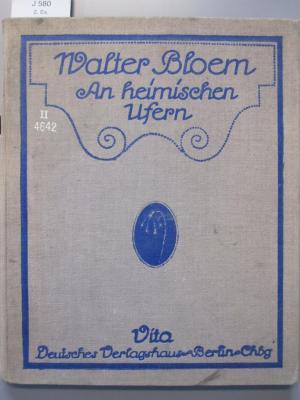 J 580
2. Ex.
Walter Bloem
An heimischen
Ufern
II
4642
Vita
Deutsches Verlagshaus-Berlin-Chbg